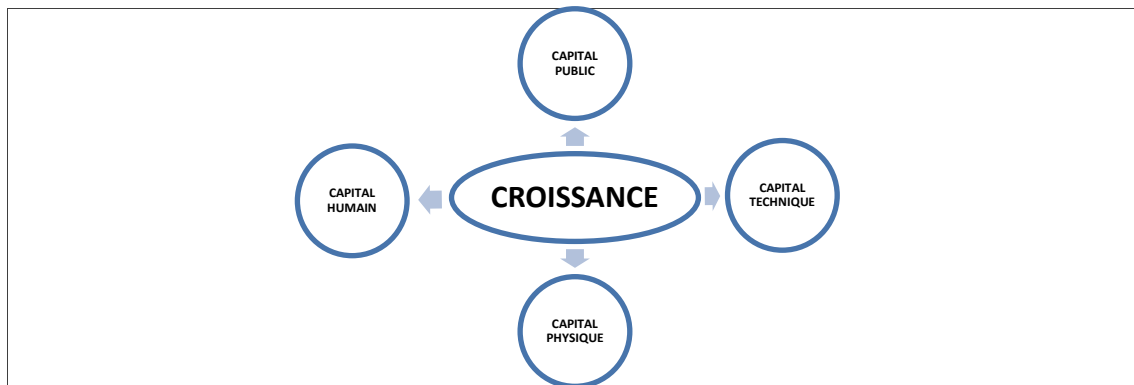 CAPITAL
PUBLIC
CAPITAL
HUMAIN
CROISSANCE
CAPITAL
TECHNIQUE
CAPITAL
PHYSIQUE